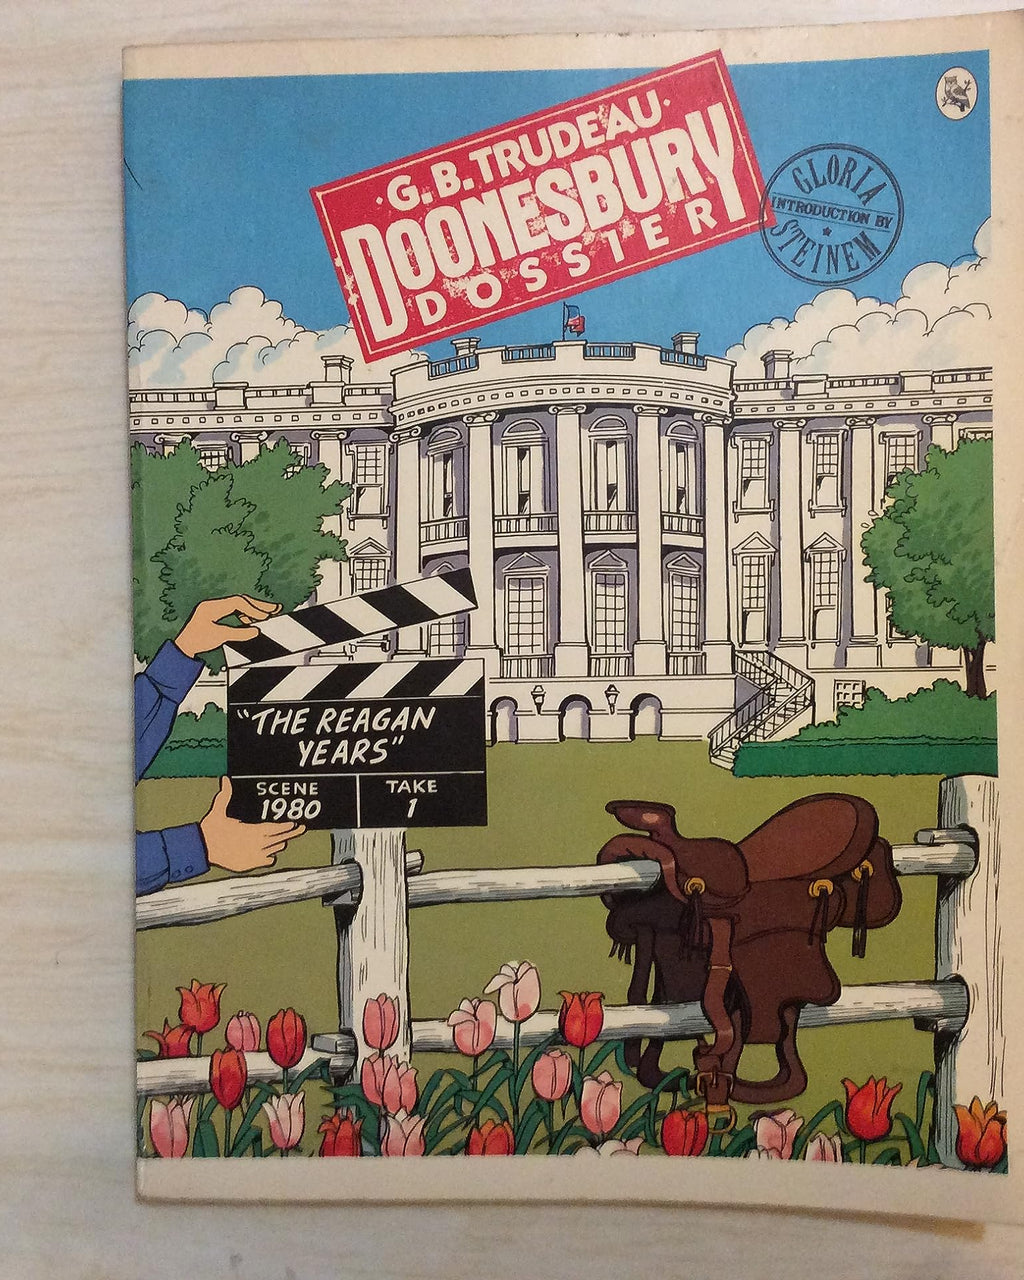 · G. B. TRUDEAU ·
DOONESBURY
DOSSIER
GLORIA
INTRODUCTION BY
STEINEM
"THE REAGAN
YEARS"
SCENE
1980
TAKE
1